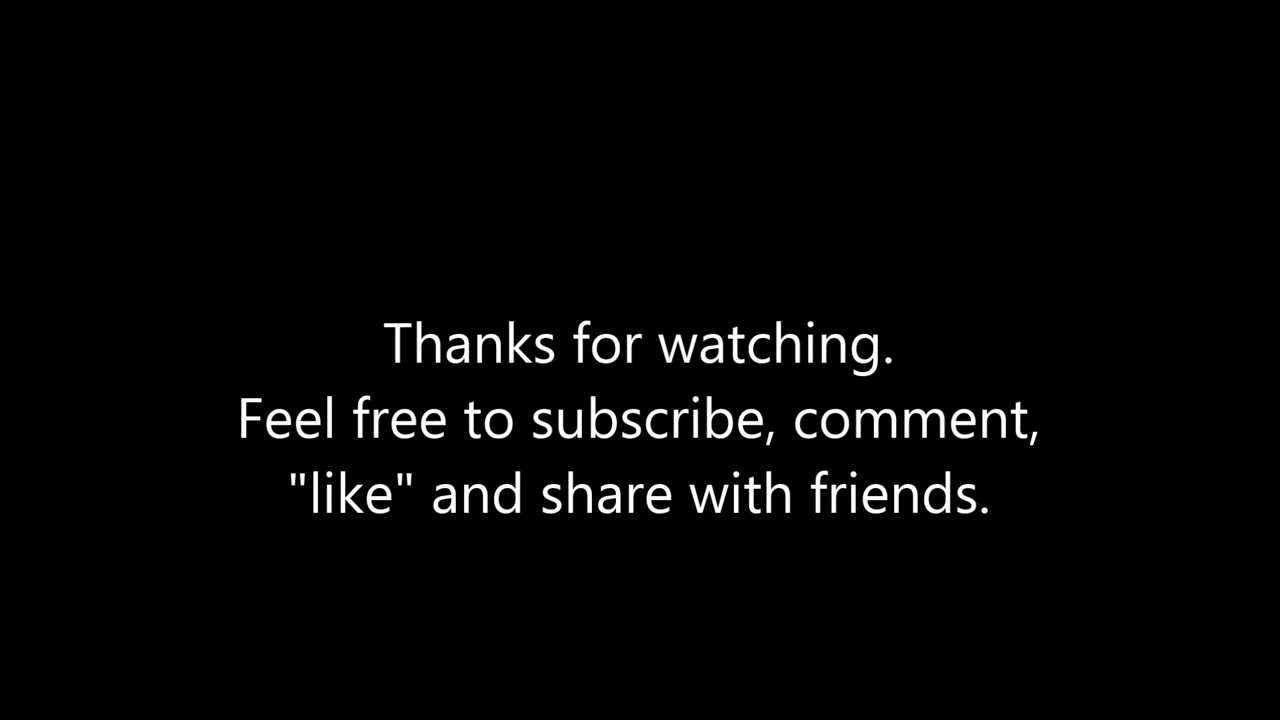 Thanks for watching.
Feel free to subscribe, comment,
"like" and share with friends.